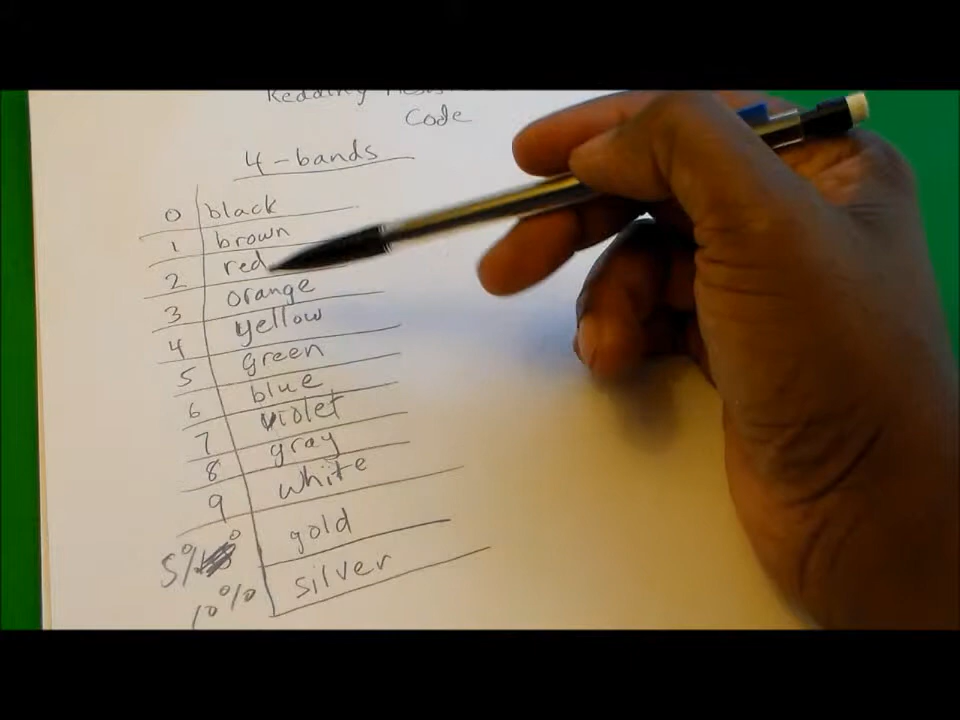 Reading
Code
4-bands
0 black
1 brown
2 red
3 orange
4 yellow
5 green
6 blue
7 violet
8 gray
9 white
5% gold
10% silver